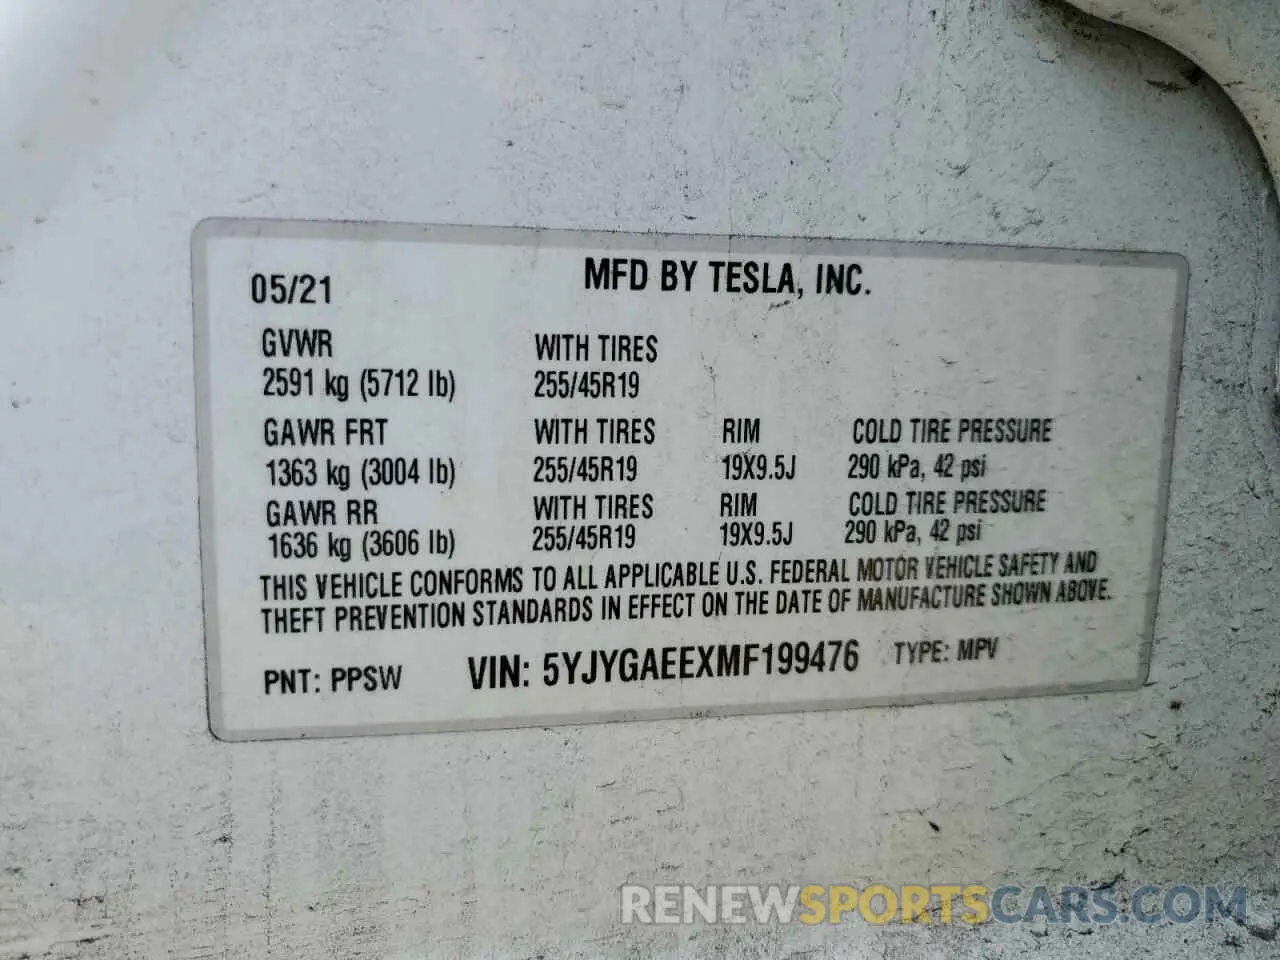 05/21 MFD BY TESLA, INC.
GVWR WITH TIRES
2591 kg (5712 lb) 255/45R19
GAWR FRT WITH TIRES RIM COLD TIRE PRESSURE
1363 kg (3004 lb) 255/45R19 19X9.5J 290 kPa, 42 psi
GAWR RR WITH TIRES RIM COLD TIRE PRESSURE
1636 kg (3606 lb) 255/45R19 19X9.5J 290 kPa, 42 psi
THIS VEHICLE CONFORMS TO ALL APPLICABLE U.S. FEDERAL MOTOR VEHICLE SAFETY AND
THEFT PREVENTION STANDARDS IN EFFECT ON THE DATE OF MANUFACTURE SHOWN ABOVE.
PNT: PPSW VIN: 5YJYGAEEXMF199476 TYPE: MPV
RENEWSPORTSCARS.COM